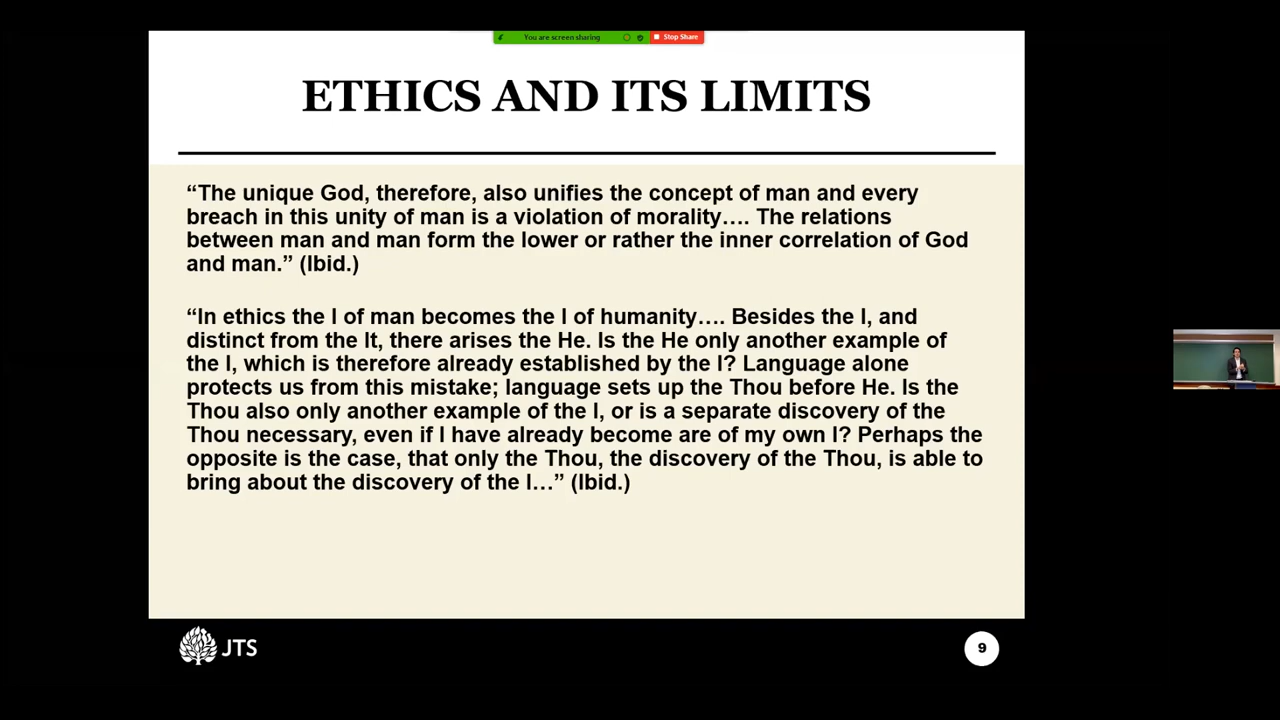 You are screen sharing
Stop Share
ETHICS AND ITS LIMITS
“The unique God, therefore, also unifies the concept of man and every
breach in this unity of man is a violation of morality…. The relations
between man and man form the lower or rather the inner correlation of God
and man.” (Ibid.)
“In ethics the I of man becomes the I of humanity…. Besides the I, and
distinct from the It, there arises the He. Is the He only another example of
the I, which is therefore already established by the I? Language alone
protects us from this mistake; language sets up the Thou before He. Is the
Thou also only another example of the I, or is a separate discovery of the
Thou necessary, even if I have already become are of my own I? Perhaps the
opposite is the case, that only the Thou, the discovery of the Thou, is able to
bring about the discovery of the I…” (Ibid.)
JTS
9